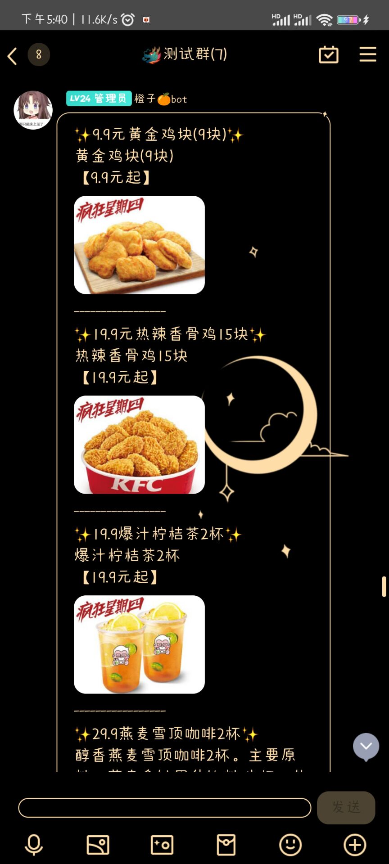 下午5:40 | 11.6K/s
8
测试群(7)
LV24 管理员 橙子🍊bot
✨9.9元黄金鸡块(9块)✨
黄金鸡块(9块)
【9.9元起】
疯狂星期四
----------------
✨19.9元热辣香骨鸡15块✨
热辣香骨鸡15块
【19.9元起】
疯狂星期四
KFC
----------------
✨19.9爆汁柠桔茶2杯✨
爆汁柠桔茶2杯
【19.9元起】
疯狂星期四
----------------
✨29.9燕麦雪顶咖啡2杯✨
醇香燕麦雪顶咖啡2杯。主要原
发送